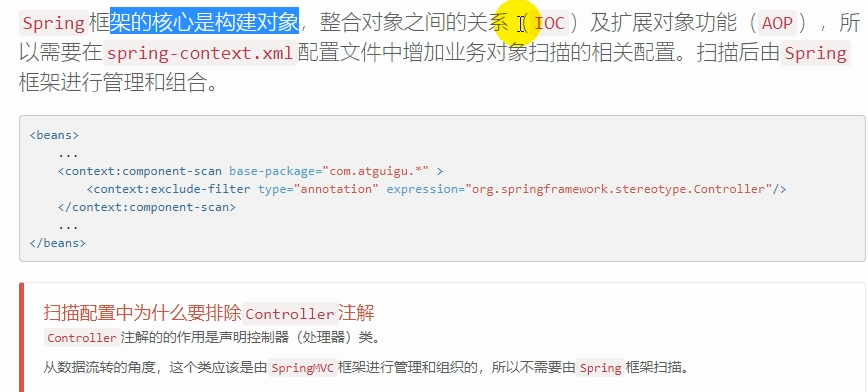 Spring框架的核心是构建对象，整合对象之间的关系（IOC）及扩展对象功能（AOP），所
以需要在spring-context.xml配置文件中增加业务对象扫描的相关配置。扫描后由Spring
框架进行管理和组合。
<beans>
    ...
    <context:component-scan base-package="com.atguigu.*" >
        <context:exclude-filter type="annotation" expression="org.springframework.stereotype.Controller"/>
    </context:component-scan>
    ...
</beans>
扫描配置中为什么要排除Controller注解
Controller注解的的作用是声明控制器（处理器）类。
从数据流转的角度，这个类应该是由SpringMVC框架进行管理和组织的，所以不需要由Spring框架扫描。